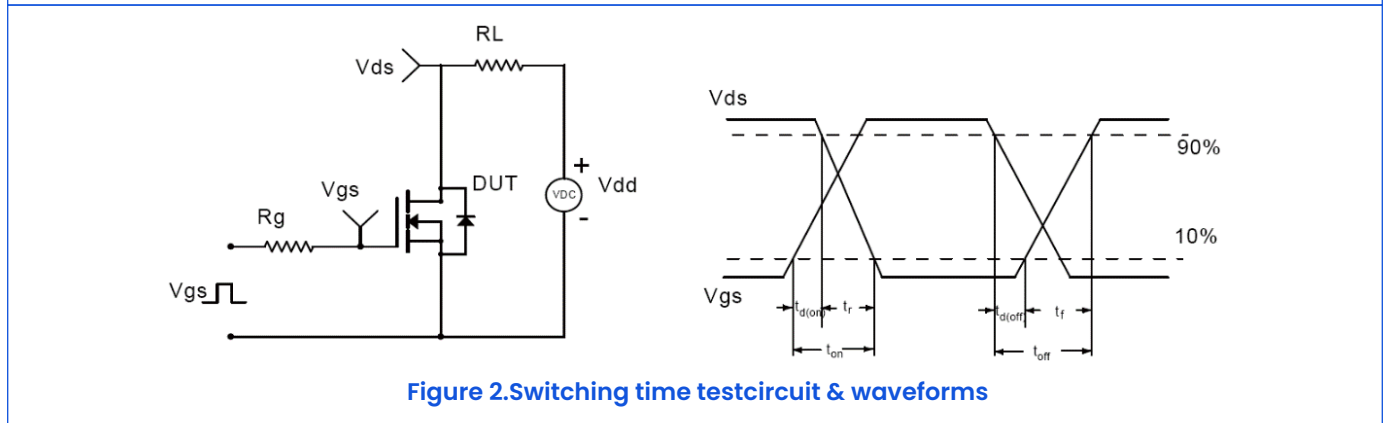 RL
Vds
Vgs
DUT
Rg
+
VDC
Vdd
-
Vgs
Vds
90%
10%
Vgs
td(on)
tr
td(off)
tf
ton
toff
Figure 2.Switching time testcircuit & waveforms